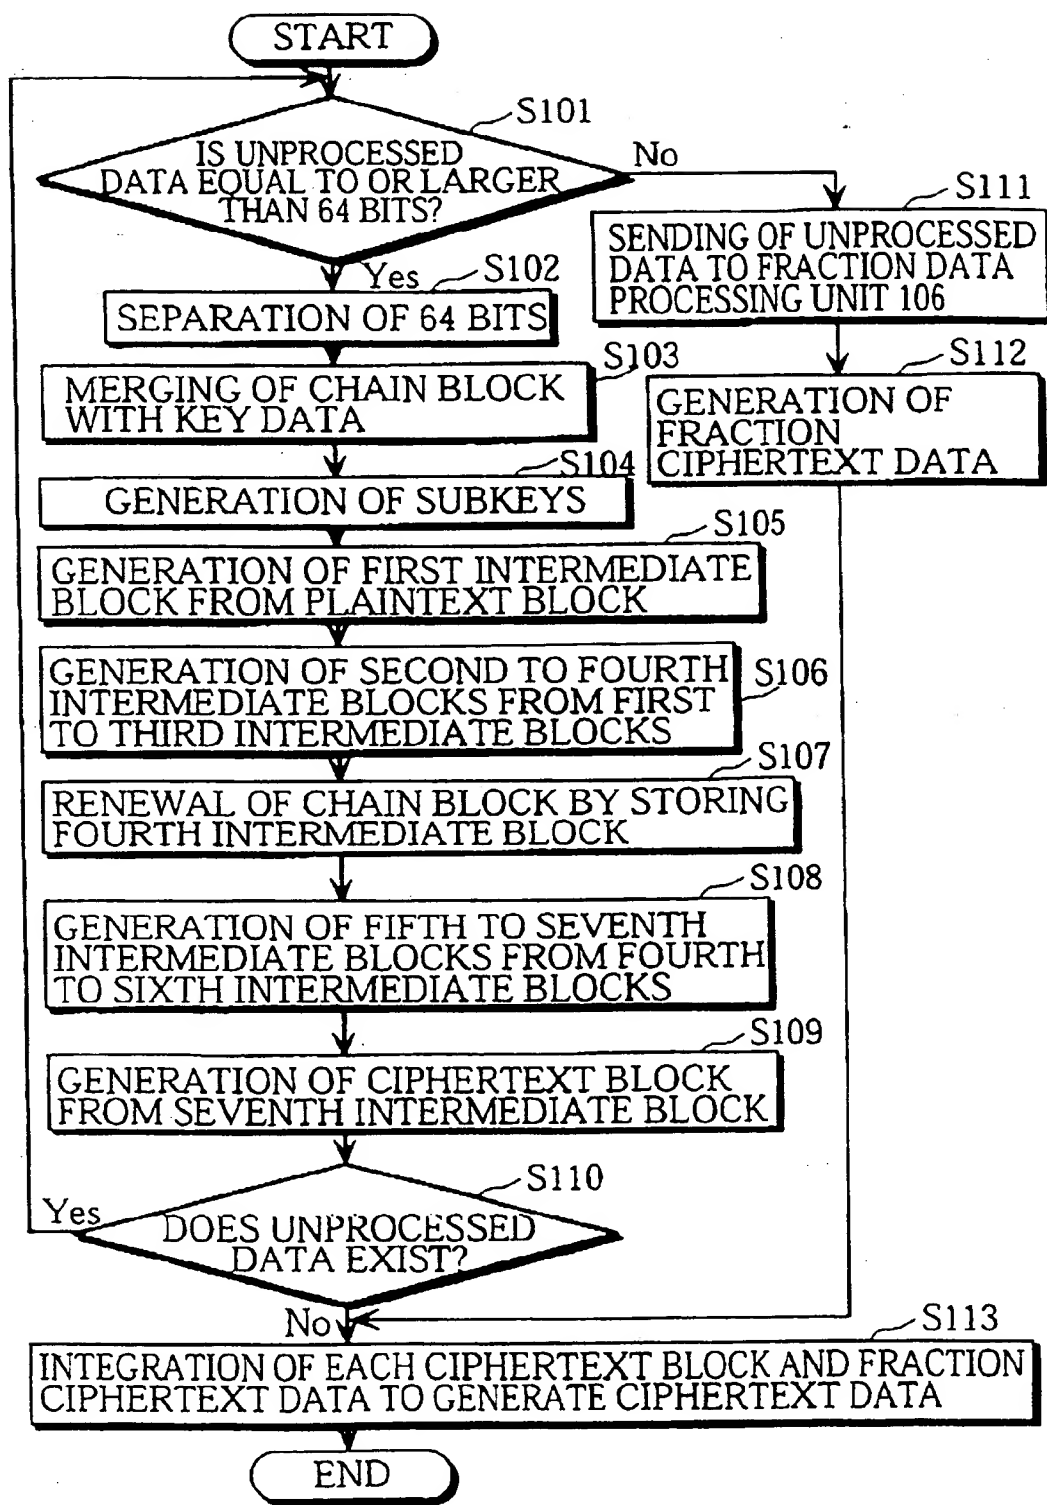 START
S101
IS UNPROCESSED
DATA EQUAL TO OR LARGER
THAN 64 BITS?
No
Yes
S111
SENDING OF UNPROCESSED
DATA TO FRACTION DATA
PROCESSING UNIT 106
S102
SEPARATION OF 64 BITS
S112
GENERATION OF
FRACTION
CIPHERTEXT DATA
S103
MERGING OF CHAIN BLOCK
WITH KEY DATA
S104
GENERATION OF SUBKEYS
S105
GENERATION OF FIRST INTERMEDIATE
BLOCK FROM PLAINTEXT BLOCK
S106
GENERATION OF SECOND TO FOURTH
INTERMEDIATE BLOCKS FROM FIRST
TO THIRD INTERMEDIATE BLOCKS
S107
RENEWAL OF CHAIN BLOCK BY STORING
FOURTH INTERMEDIATE BLOCK
S108
GENERATION OF FIFTH TO SEVENTH
INTERMEDIATE BLOCKS FROM FOURTH
TO SIXTH INTERMEDIATE BLOCKS
S109
GENERATION OF CIPHERTEXT BLOCK
FROM SEVENTH INTERMEDIATE BLOCK
S110
Yes
DOES UNPROCESSED
DATA EXIST?
No
S113
INTEGRATION OF EACH CIPHERTEXT BLOCK AND FRACTION
CIPHERTEXT DATA TO GENERATE CIPHERTEXT DATA
END